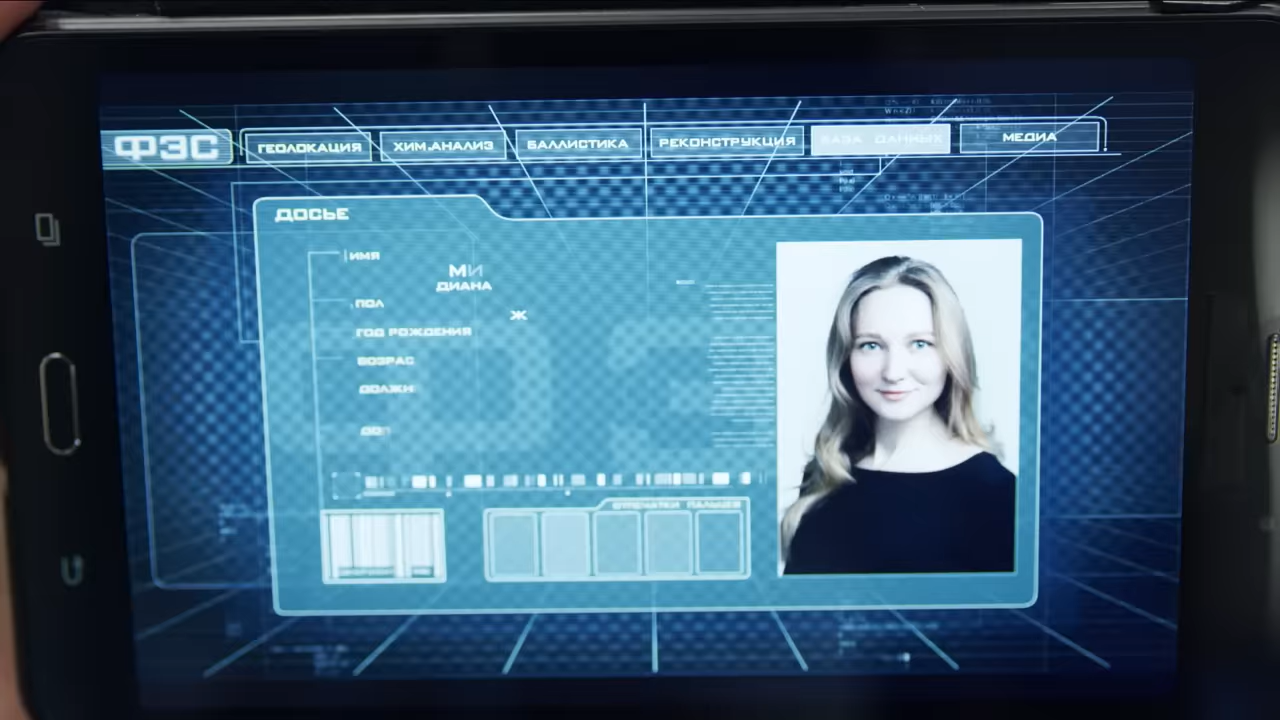 ФЭС
ГЕОЛОКАЦИЯ
ХИМ.АНАЛИЗ
БАЛЛИСТИКА
РЕКОНСТРУКЦИЯ
БАЗА ДАННЫХ
МЕДИА
ДОСЬЕ
ИМЯ
МИ
ДИАНА
ПОЛ
Ж
ГОД РОЖДЕНИЯ
ВОЗРАС
ДОЛЖН
ДОП
ОТПЕЧАТКИ ПАЛЬЦЕВ